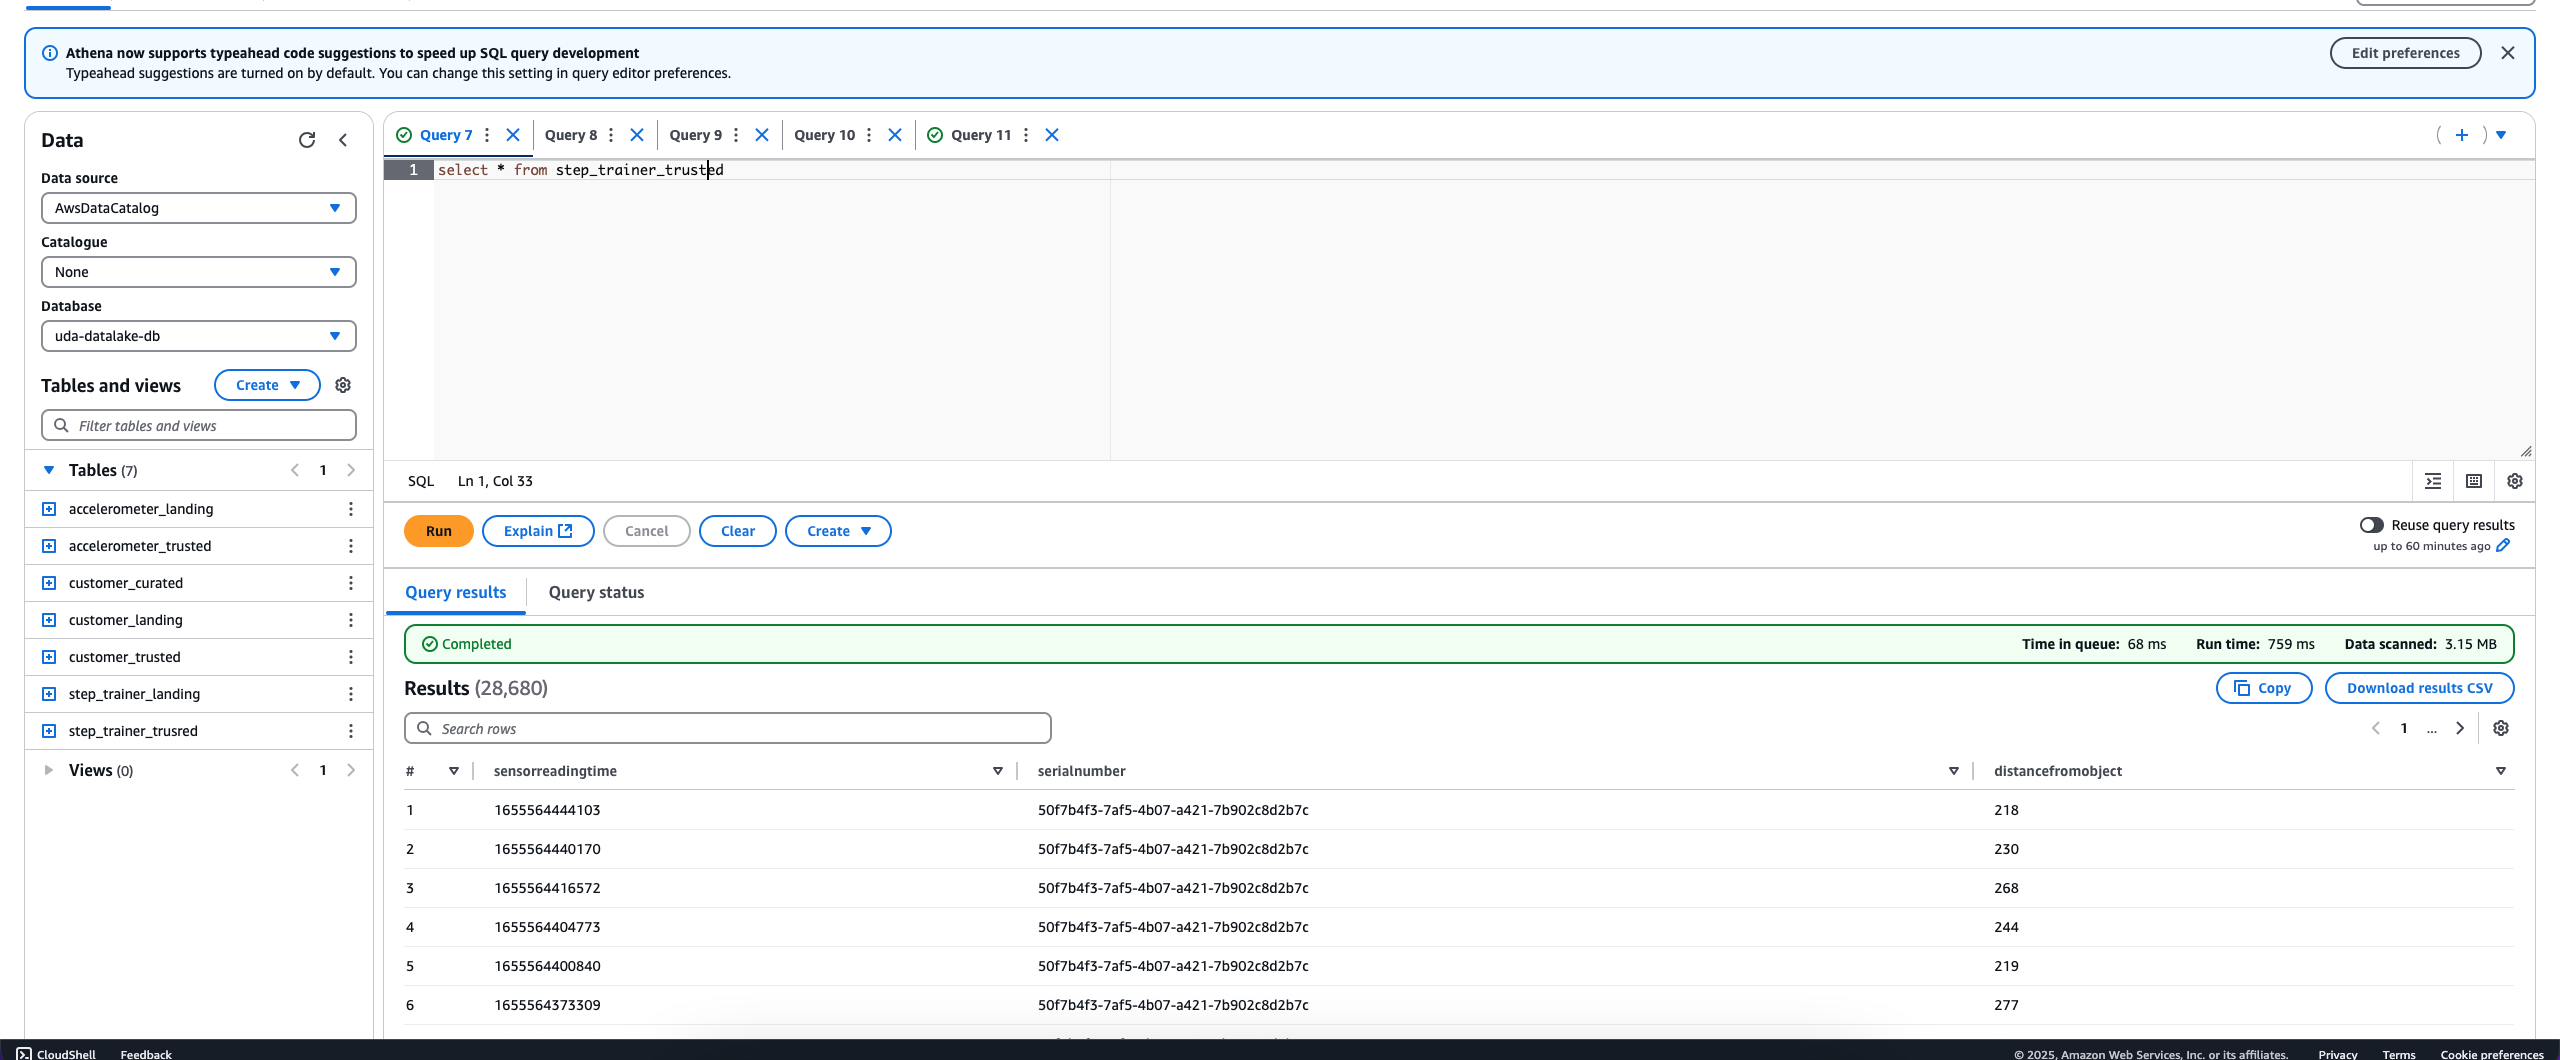 Athena now supports typeahead code suggestions to speed up SQL query development
Typeahead suggestions are turned on by default. You can change this setting in query editor preferences.
Edit preferences
Data
Data source
AwsDataCatalog
Catalogue
None
Database
uda-datalake-db
Tables and views
Create
Filter tables and views
Tables (7)
1
accelerometer_landing
accelerometer_trusted
customer_curated
customer_landing
customer_trusted
step_trainer_landing
step_trainer_trusred
Views (0)
1
Query 7
Query 8
Query 9
Query 10
Query 11
1 select * from step_trainer_trusted
SQL Ln 1, Col 33
Run
Explain
Cancel
Clear
Create
Reuse query results
up to 60 minutes ago
Query results
Query status
Completed
Time in queue: 68 ms
Run time: 759 ms
Data scanned: 3.15 MB
Results (28,680)
Copy
Download results CSV
Search rows
1 ...
# sensorreadingtime serialnumber distancefromobject
1 1655564444103 50f7b4f3-7af5-4b07-a421-7b902c8d2b7c 218
2 1655564440170 50f7b4f3-7af5-4b07-a421-7b902c8d2b7c 230
3 1655564416572 50f7b4f3-7af5-4b07-a421-7b902c8d2b7c 268
4 1655564404773 50f7b4f3-7af5-4b07-a421-7b902c8d2b7c 244
5 1655564400840 50f7b4f3-7af5-4b07-a421-7b902c8d2b7c 219
6 1655564373309 50f7b4f3-7af5-4b07-a421-7b902c8d2b7c 277
CloudShell Feedback
© 2025, Amazon Web Services, Inc. or its affiliates. Privacy Terms Cookie preferences